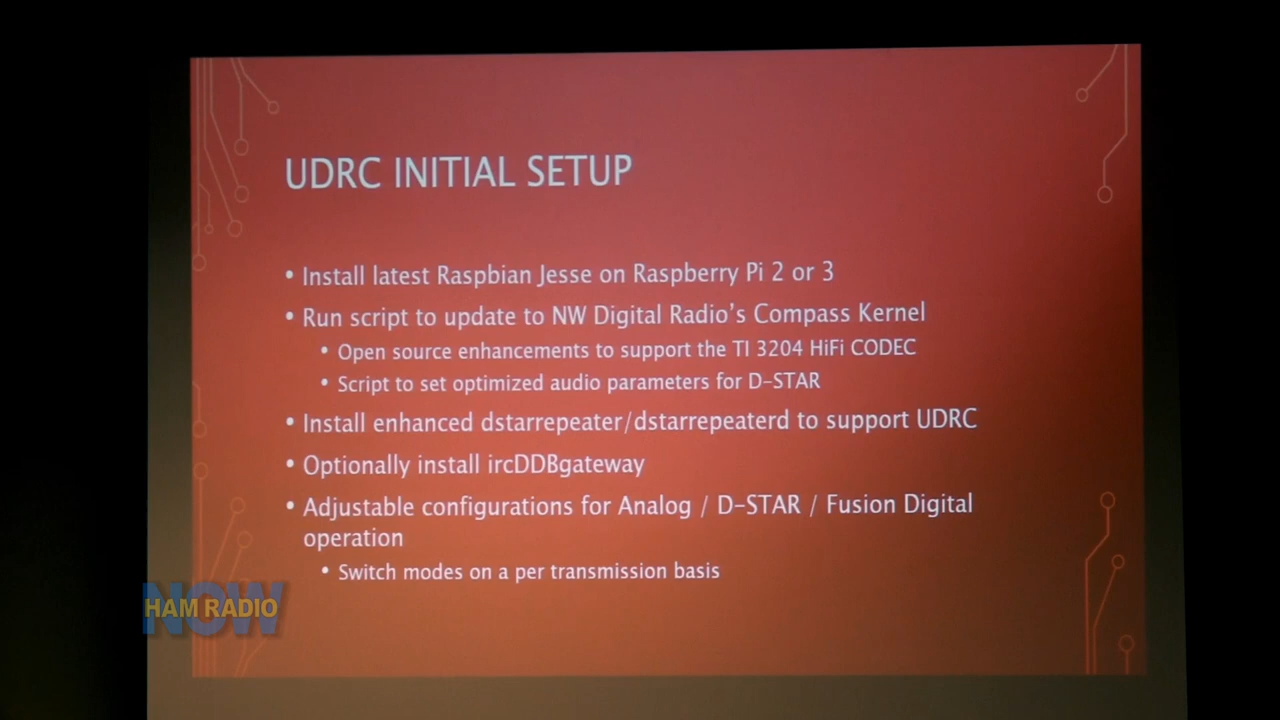 UDRC INITIAL SETUP
• Install latest Raspbian Jesse on Raspberry Pi 2 or 3
• Run script to update to NW Digital Radio's Compass Kernel
• Open source enhancements to support the TI 3204 HiFi CODEC
• Script to set optimized audio parameters for D-STAR
• Install enhanced dstarrepeater/dstarrepeaterd to support UDRC
• Optionally install ircDDBgateway
• Adjustable configurations for Analog / D-STAR / Fusion Digital
operation
• Switch modes on a per transmission basis
HAM RADIO
NOW